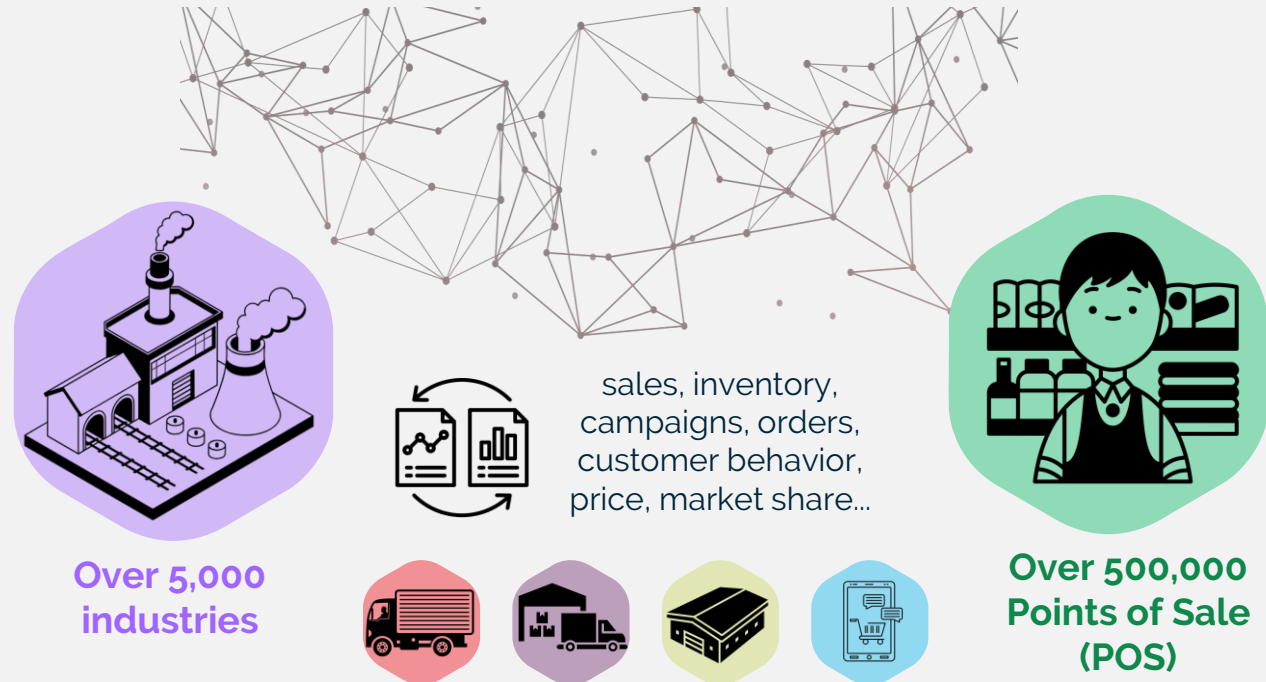 sales, inventory,
campaigns, orders,
customer behavior,
price, market share...
Over 5,000
industries
Over 500,000
Points of Sale
(POS)